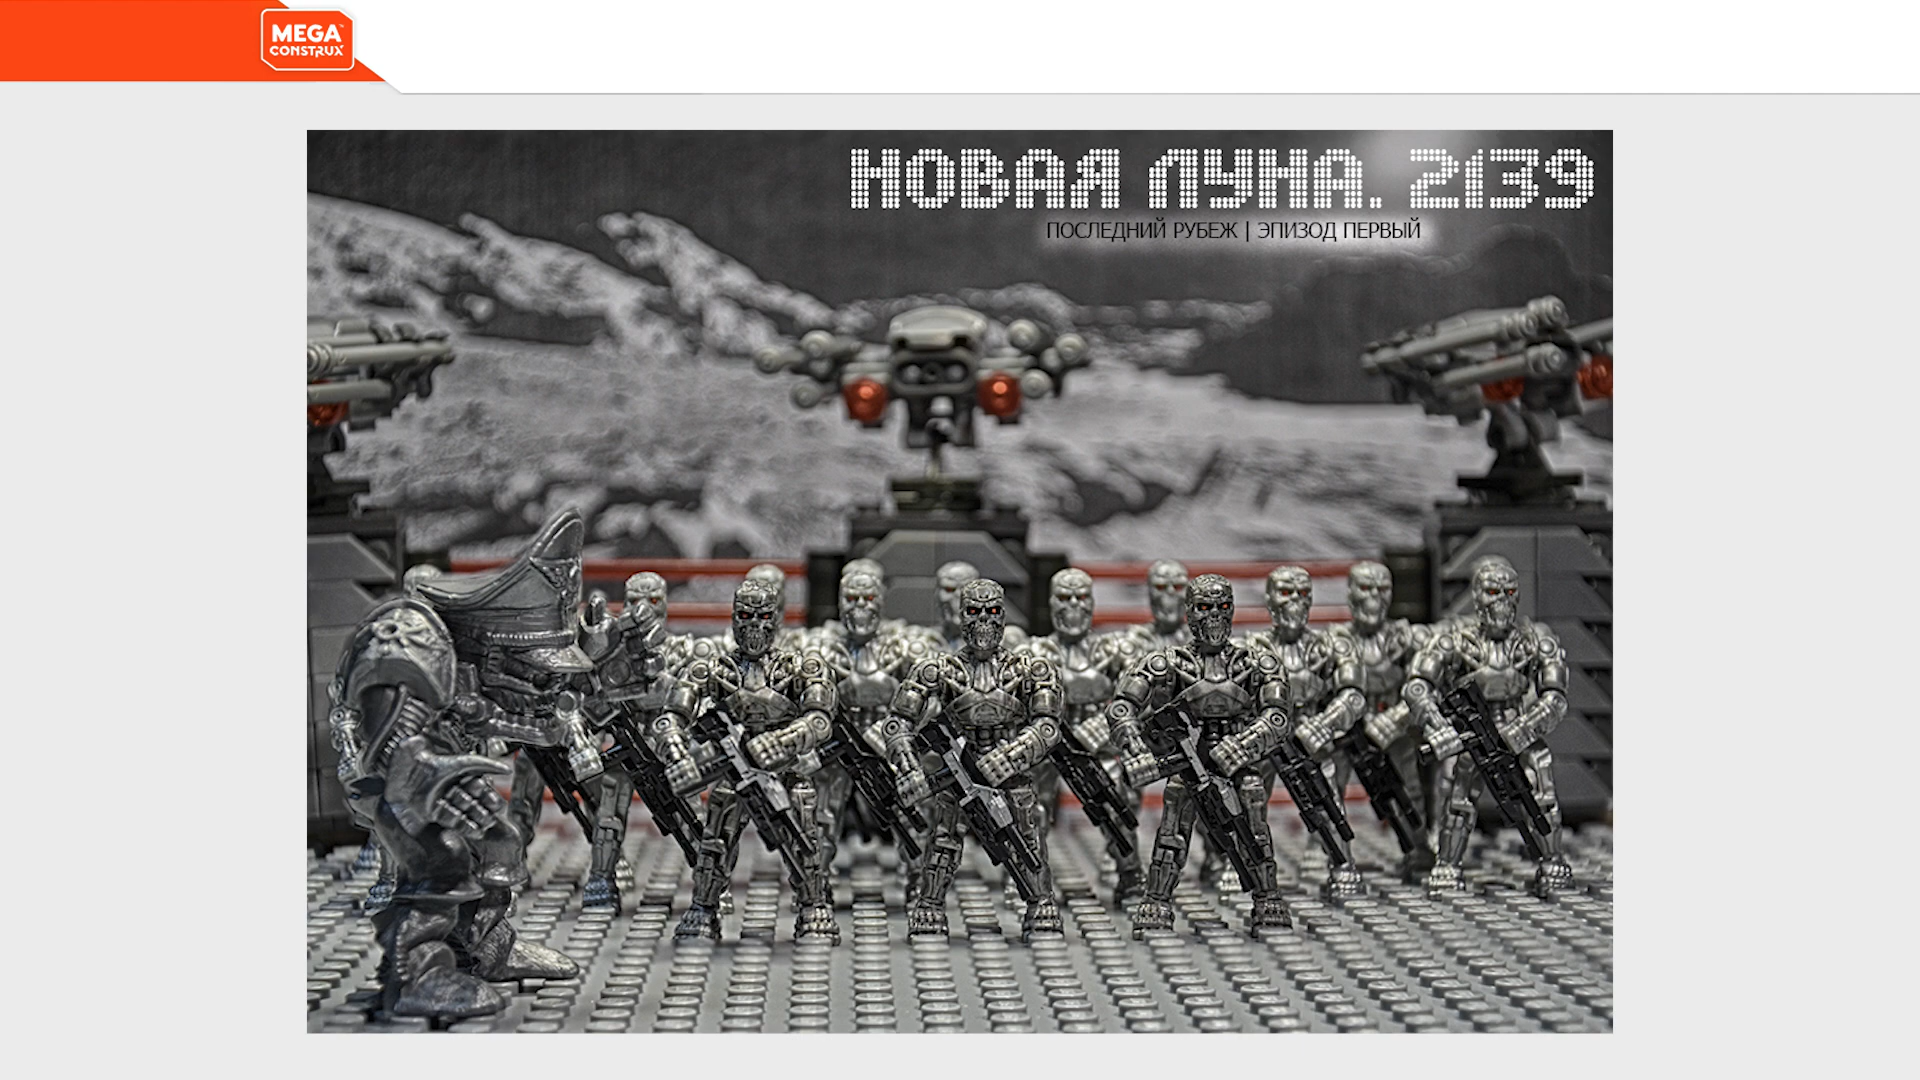 MEGA
CONSTRUX
НОВАЯ ЛУНА. 2139
ПОСЛЕДНИЙ РУБЕЖ | ЭПИЗОД ПЕРВЫЙ